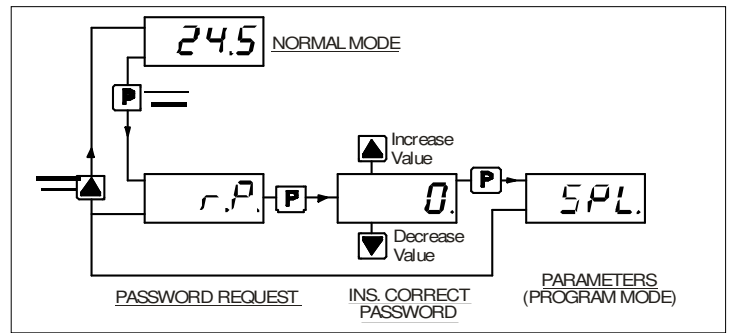 24.5
NORMAL MODE
P
Increase
Value
r.P.
P
0.
P
SPL.
Decrease
Value
PASSWORD REQUEST
INS. CORRECT
PASSWORD
PARAMETERS
(PROGRAM MODE)